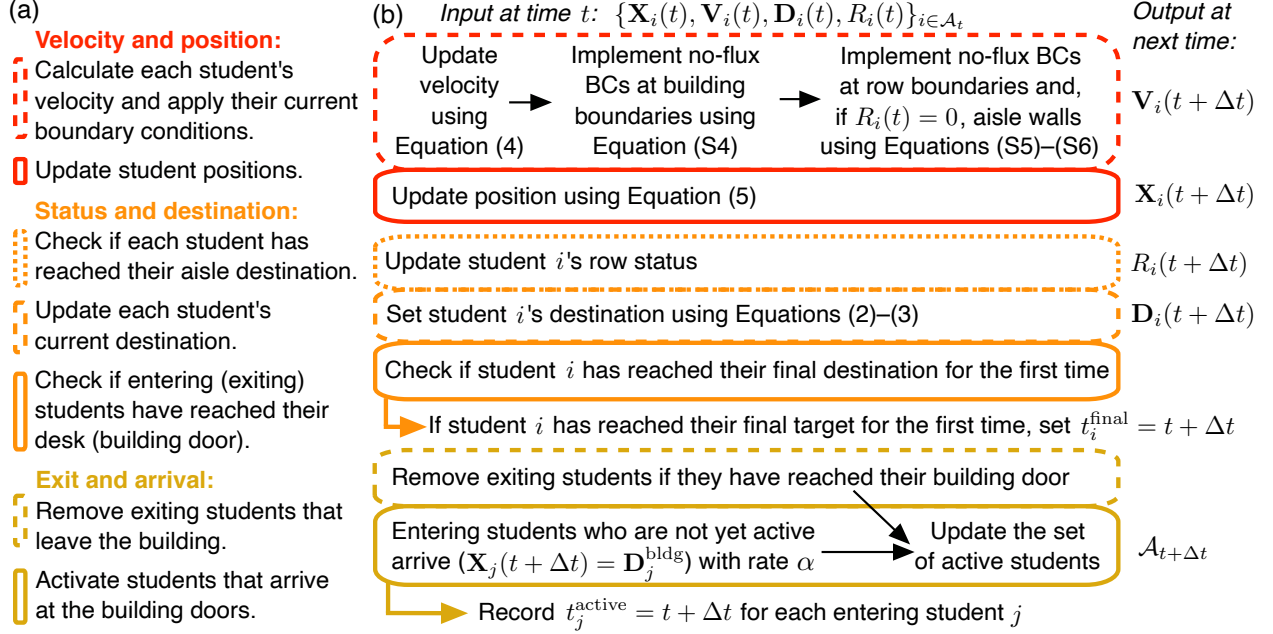 (a)
Velocity and position:
Calculate each student's
velocity and apply their current
boundary conditions.
Update student positions.
Status and destination:
Check if each student has
reached their aisle destination.
Update each student's
current destination.
Check if entering (exiting)
students have reached their
desk (building door).
Exit and arrival:
Remove exiting students that
leave the building.
Activate students that arrive
at the building doors.
(b)
Input at time t: {X_i(t), V_i(t), D_i(t), R_i(t)}_{i∈𝒜_t}
Output at
next time:
Update
velocity
using
Equation (4)
Implement no-flux
BCs at building
boundaries using
Equation (S4)
Implement no-flux BCs
at row boundaries and,
if R_i(t) = 0, aisle walls
using Equations (S5)–(S6)
V_i(t + Δt)
Update position using Equation (5)
X_i(t + Δt)
Update student i's row status
R_i(t + Δt)
Set student i's destination using Equations (2)–(3)
D_i(t + Δt)
Check if student i has reached their final destination for the first time
If student i has reached their final target for the first time, set t_i^final = t + Δt
Remove exiting students if they have reached their building door
Entering students who are not yet active
arrive (X_j(t + Δt) = D_j^bldg) with rate α
Update the set
of active students
𝒜_{t+Δt}
Record t_j^active = t + Δt for each entering student j